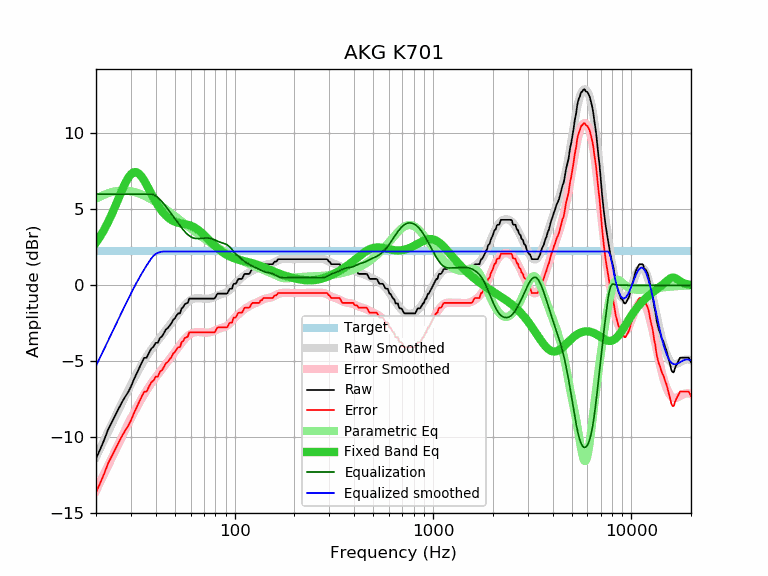 AKG K701
Amplitude (dBr)
10
5
0
−5
−10
−15
Target
Raw Smoothed
Error Smoothed
Raw
Error
Parametric Eq
Fixed Band Eq
Equalization
Equalized smoothed
100
1000
10000
Frequency (Hz)